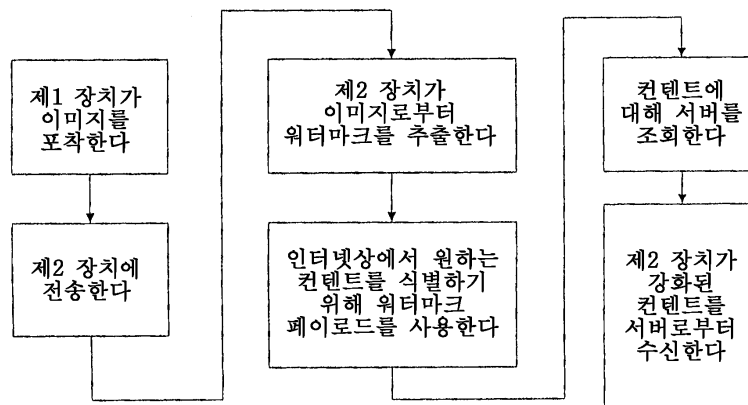 제1 장치가
이미지를
포착한다
제2 장치에
전송한다
제2 장치가
이미지로부터
워터마크를 추출한다
인터넷상에서 원하는
컨텐트를 식별하기
위해 워터마크
페이로드를 사용한다
컨텐트에
대해 서버를
조회한다
제2 장치가
강화된
컨텐트를
서버로부터
수신한다